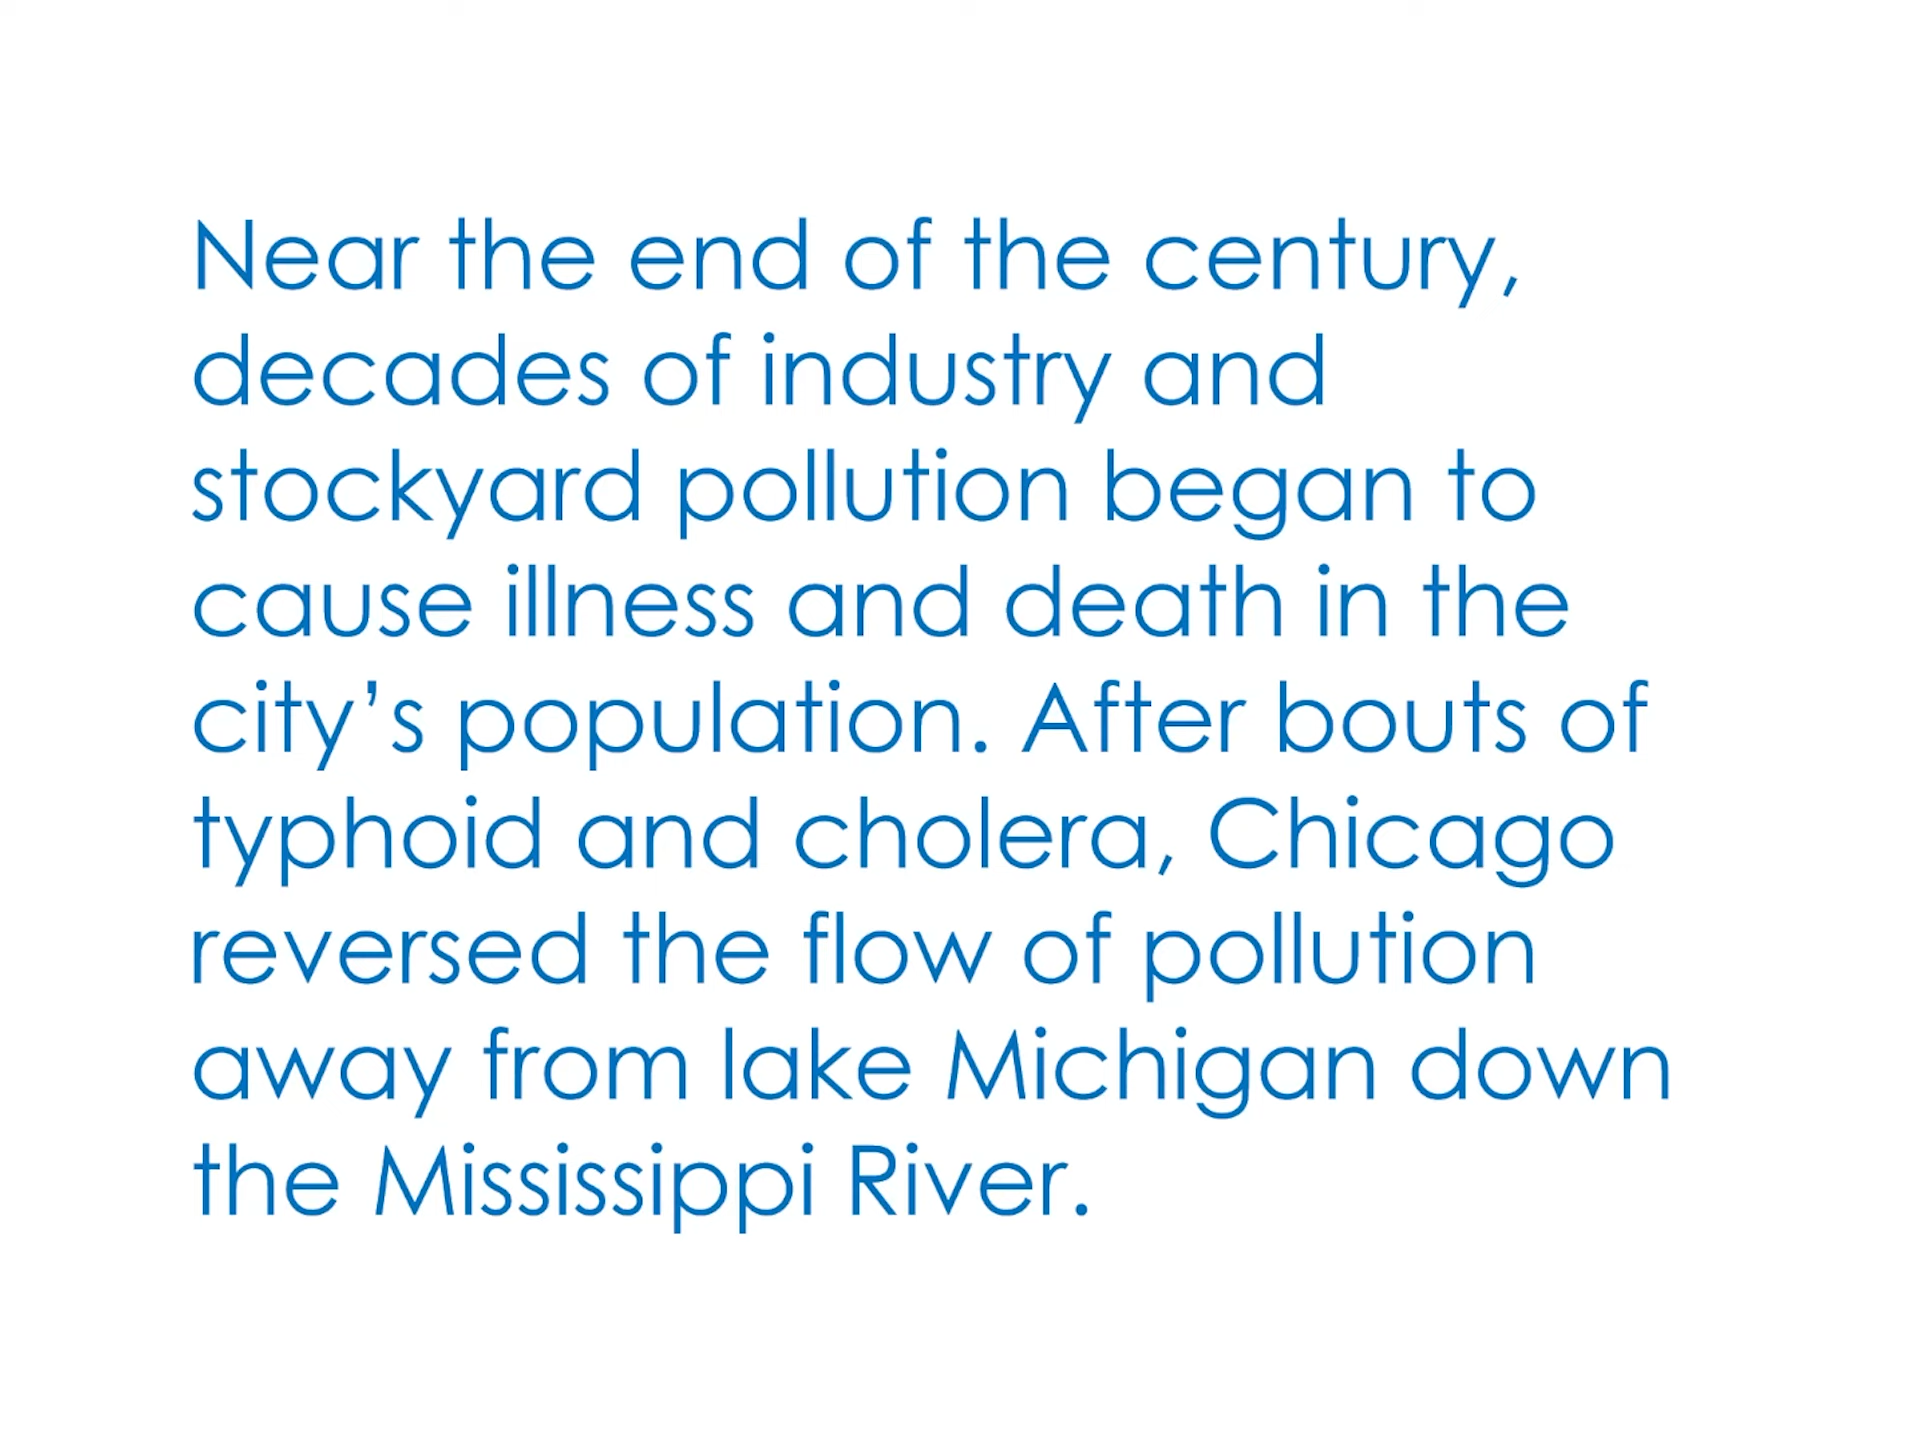 Near the end of the century,
decades of industry and
stockyard pollution began to
cause illness and death in the
city’s population. After bouts of
typhoid and cholera, Chicago
reversed the flow of pollution
away from lake Michigan down
the Mississippi River.